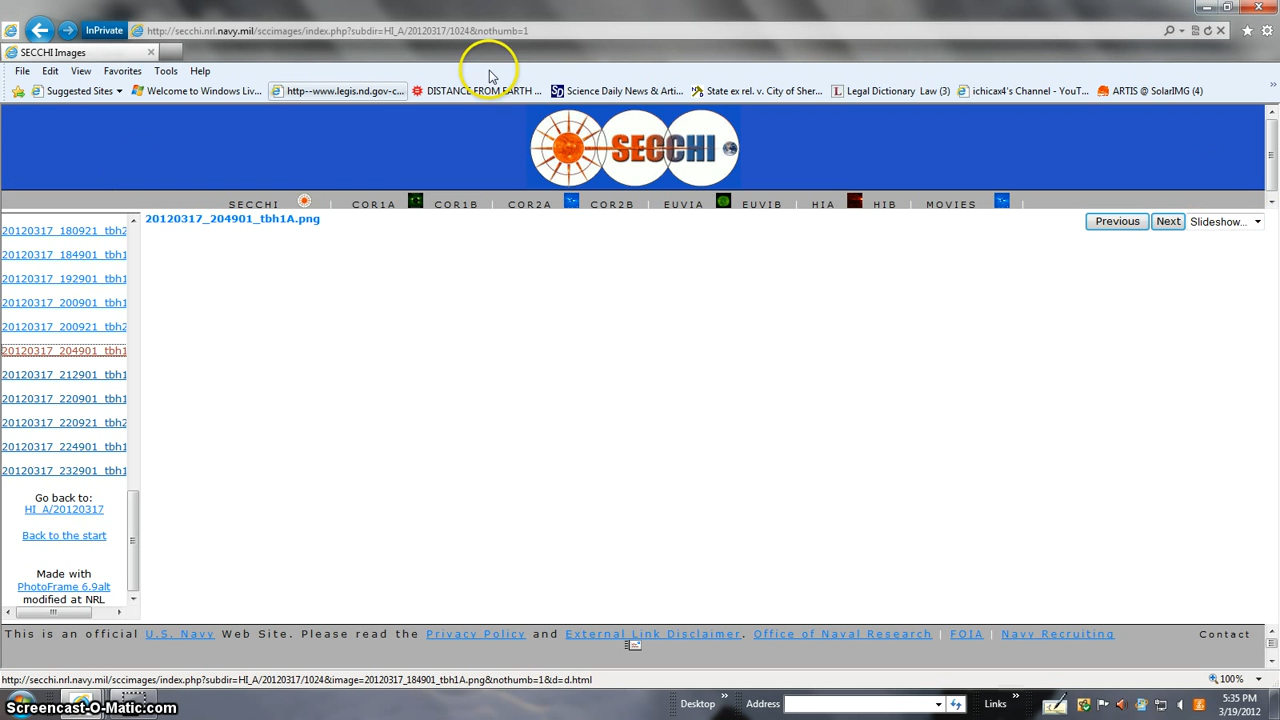 InPrivate
http://secchi.nrl.navy.mil/sccimages/index.php?subdir=HI_A/20120317/1024&nothumb=1
SECCHI Images
File Edit View Favorites Tools Help
Suggested Sites Welcome to Windows Liv... http--www.legis.nd.gov-c... DISTANCE FROM EARTH ... Science Daily News & Arti... State ex rel. v. City of Sher... Legal Dictionary Law (3) ichicax4's Channel - YouT... ARTIS @ SolarIMG (4)
SECCHI
SECCHI COR1A COR1B | COR2A COR2B | EUVIA EUVIB | HIA HIB | MOVIES |
20120317_204901_tbh1A.png
Previous Next Slideshow...
20120317_180921_tbh2
20120317_184901_tbh1
20120317_192901_tbh1
20120317_200901_tbh1
20120317_200921_tbh2
20120317_204901_tbh1
20120317_212901_tbh1
20120317_220901_tbh1
20120317_220921_tbh2
20120317_224901_tbh1
20120317_232901_tbh1
Go back to:
HI_A/20120317
Back to the start
Made with
PhotoFrame 6.9alt
modified at NRL
This is an official U.S. Navy Web Site. Please read the Privacy Policy and External Link Disclaimer. Office of Naval Research | FOIA | Navy Recruiting Contact
http://secchi.nrl.navy.mil/sccimages/index.php?subdir=HI_A/20120317/1024&image=20120317_184901_tbh1A.png&nothumb=1&d=d.html
100%
Desktop Address Links
5:35 PM
3/19/2012
Screencast-O-Matic.com